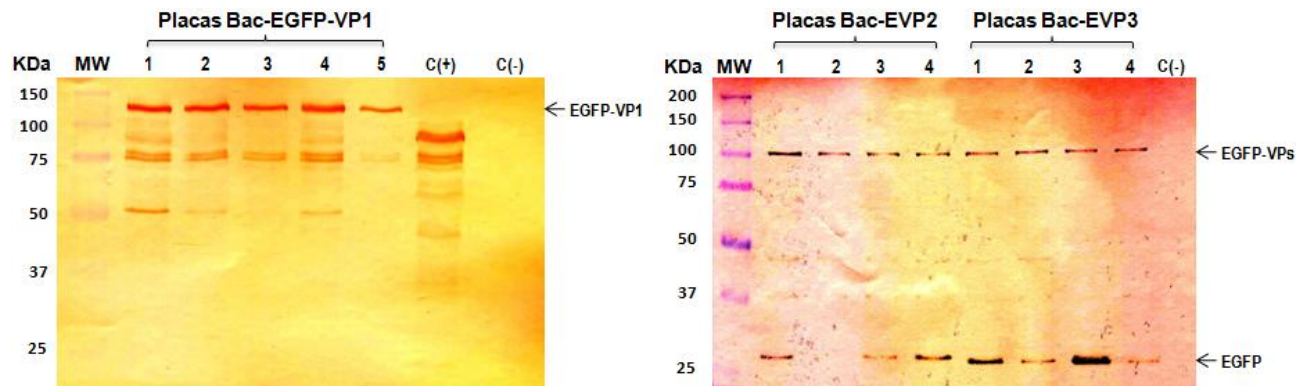 Placas Bac-EGFP-VP1
KDa MW 1 2 3 4 5 C(+) C(-)
150
100
75
50
37
25
EGFP-VP1
Placas Bac-EVP2 Placas Bac-EVP3
KDa MW 1 2 3 4 1 2 3 4 C(-)
200
150
100
75
50
37
25
EGFP-VPs
EGFP